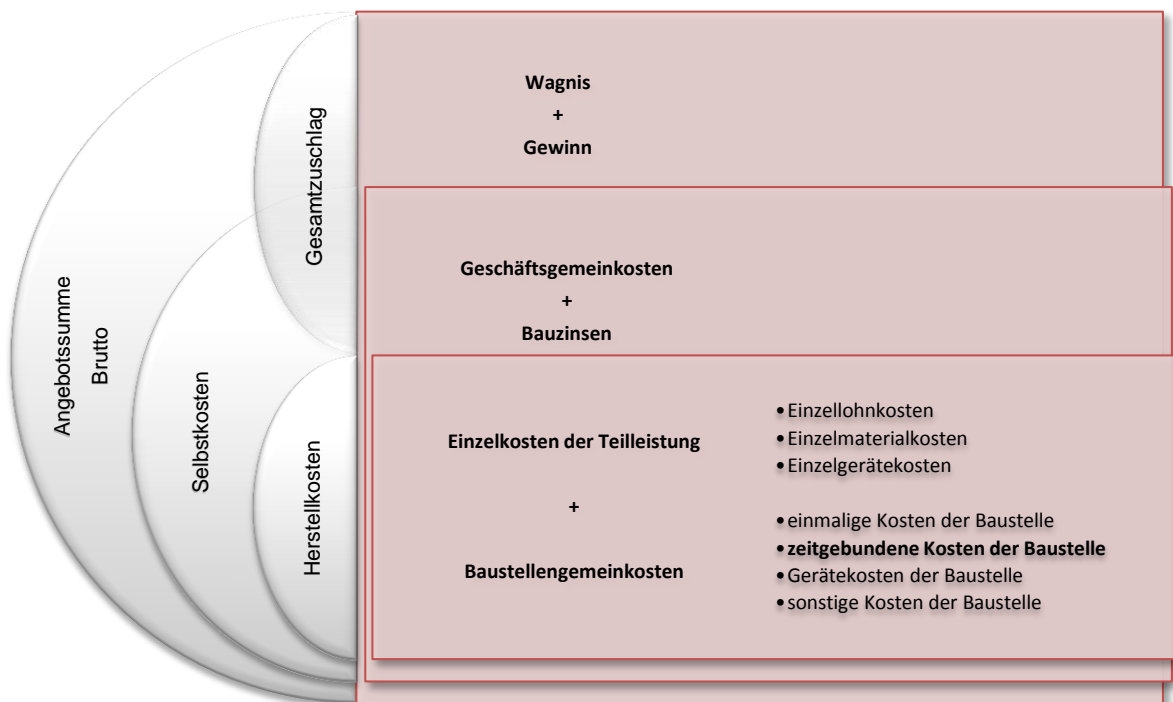 Angebotssumme
Brutto
Selbstkosten
Gesamtzuschlag
Herstellkosten
Wagnis
+
Gewinn
Geschäftsgemeinkosten
+
Bauzinsen
Einzelkosten der Teilleistung
+
Baustellengemeinkosten
•Einzellohnkosten
•Einzelmaterialkosten
•Einzelgerätekosten
•einmalige Kosten der Baustelle
•zeitgebundene Kosten der Baustelle
•Gerätekosten der Baustelle
•sonstige Kosten der Baustelle